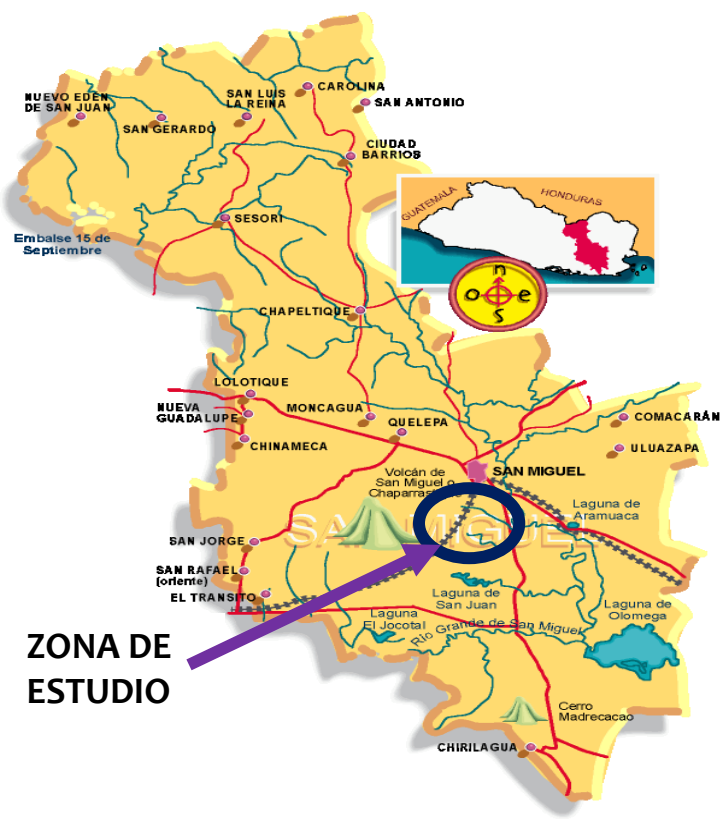 CAROLINA
SAN LUIS
LA REINA
NUEVO EDEN
DE SAN JUAN
SAN ANTONIO
SAN GERARDO
CIUDAD
BARRIOS
GUATEMALA
HONDURAS
SESORI
Embalse 15 de
Septiembre
n
o
e
s
CHAPELTIQUE
LOLOTIQUE
NUEVA
GUADALUPE
MONCAGUA
QUELEPA
COMACARÁN
CHINAMECA
ULUAZAPA
Volcán de
San Miguel o
SAN MIGUEL
Laguna de
Aramuaca
SAN MIGUEL
SAN JORGE
SAN RAFAEL
(oriente)
EL TRANSITO
Laguna de
San Juan
Laguna
El Jocotal
Laguna de
Olomega
Río Grande de San Miguel
ZONA DE
ESTUDIO
Cerro
Madrecacao
CHIRILAGUA